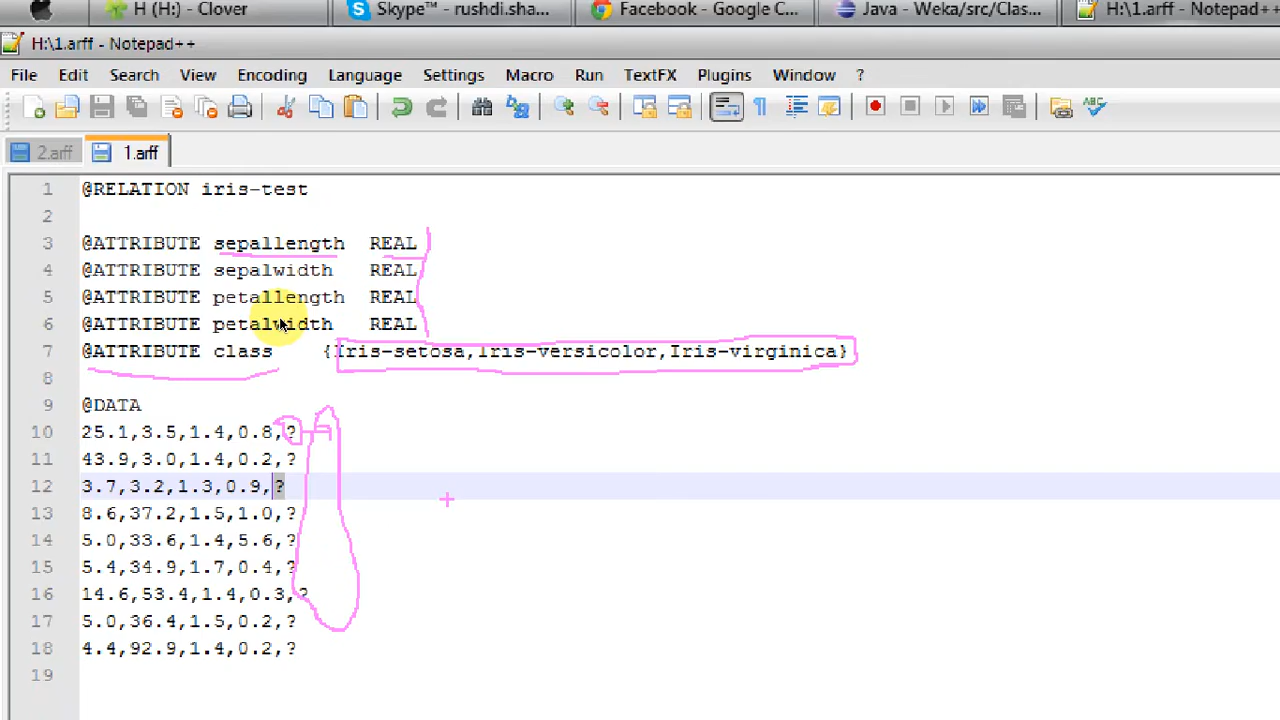 H (H:) - Clover
Skype™ - rushdi.sha...
Facebook - Google C...
Java - Weka/src/Clas...
H:\1.arff - Notepad++
H:\1.arff - Notepad++
File Edit Search View Encoding Language Settings Macro Run TextFX Plugins Window ?
2.arff 1.arff
1 @RELATION iris-test
2
3 @ATTRIBUTE sepallength REAL
4 @ATTRIBUTE sepalwidth REAL
5 @ATTRIBUTE petallength REAL
6 @ATTRIBUTE petalwidth REAL
7 @ATTRIBUTE class {Iris-setosa,Iris-versicolor,Iris-virginica}
8
9 @DATA
10 25.1,3.5,1.4,0.8,?
11 43.9,3.0,1.4,0.2,?
12 3.7,3.2,1.3,0.9,?
13 8.6,37.2,1.5,1.0,?
14 5.0,33.6,1.4,5.6,?
15 5.4,34.9,1.7,0.4,?
16 14.6,53.4,1.4,0.3,?
17 5.0,36.4,1.5,0.2,?
18 4.4,92.9,1.4,0.2,?
19